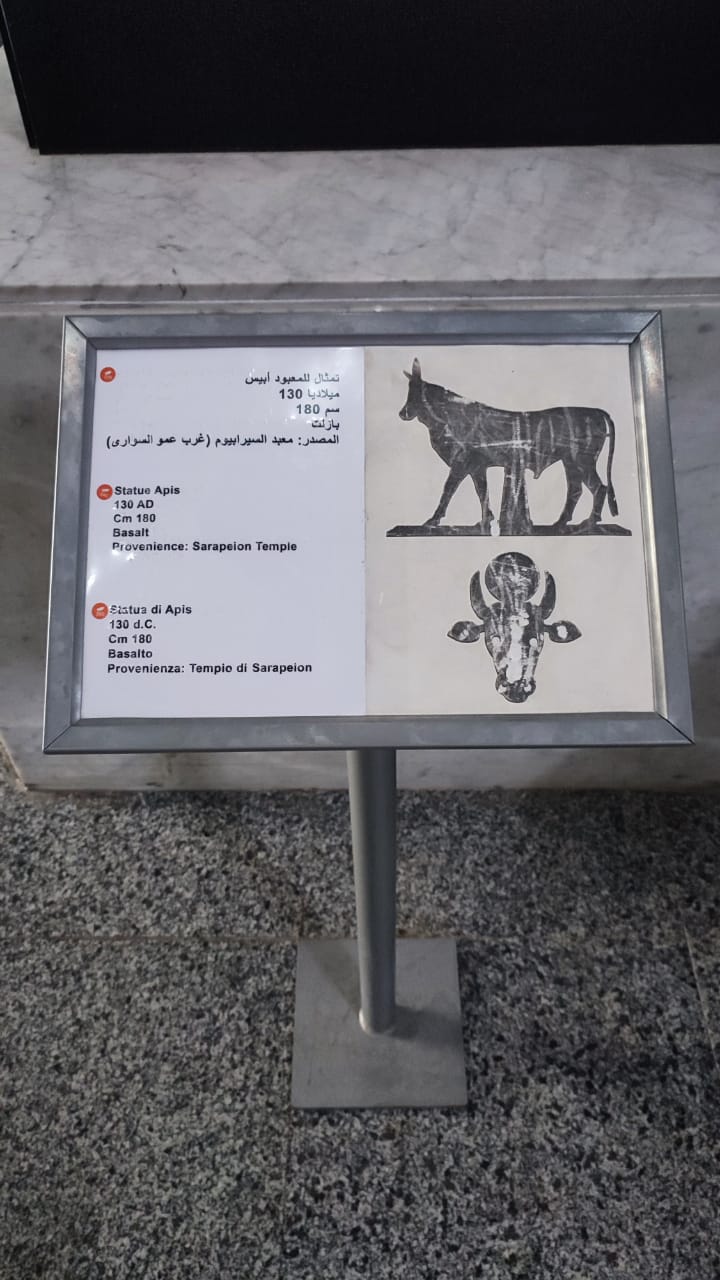 تمثال للمعبود أبيس
130 ميلاديا
180 سم
بازلت
المصدر: معبد السيرابيوم (غرب عمو السوارى)
Statue Apis
130 AD
Cm 180
Basalt
Provenience: Sarapeion Temple
Statua di Apis
130 d.C.
Cm 180
Basalto
Provenienza: Tempio di Sarapeion